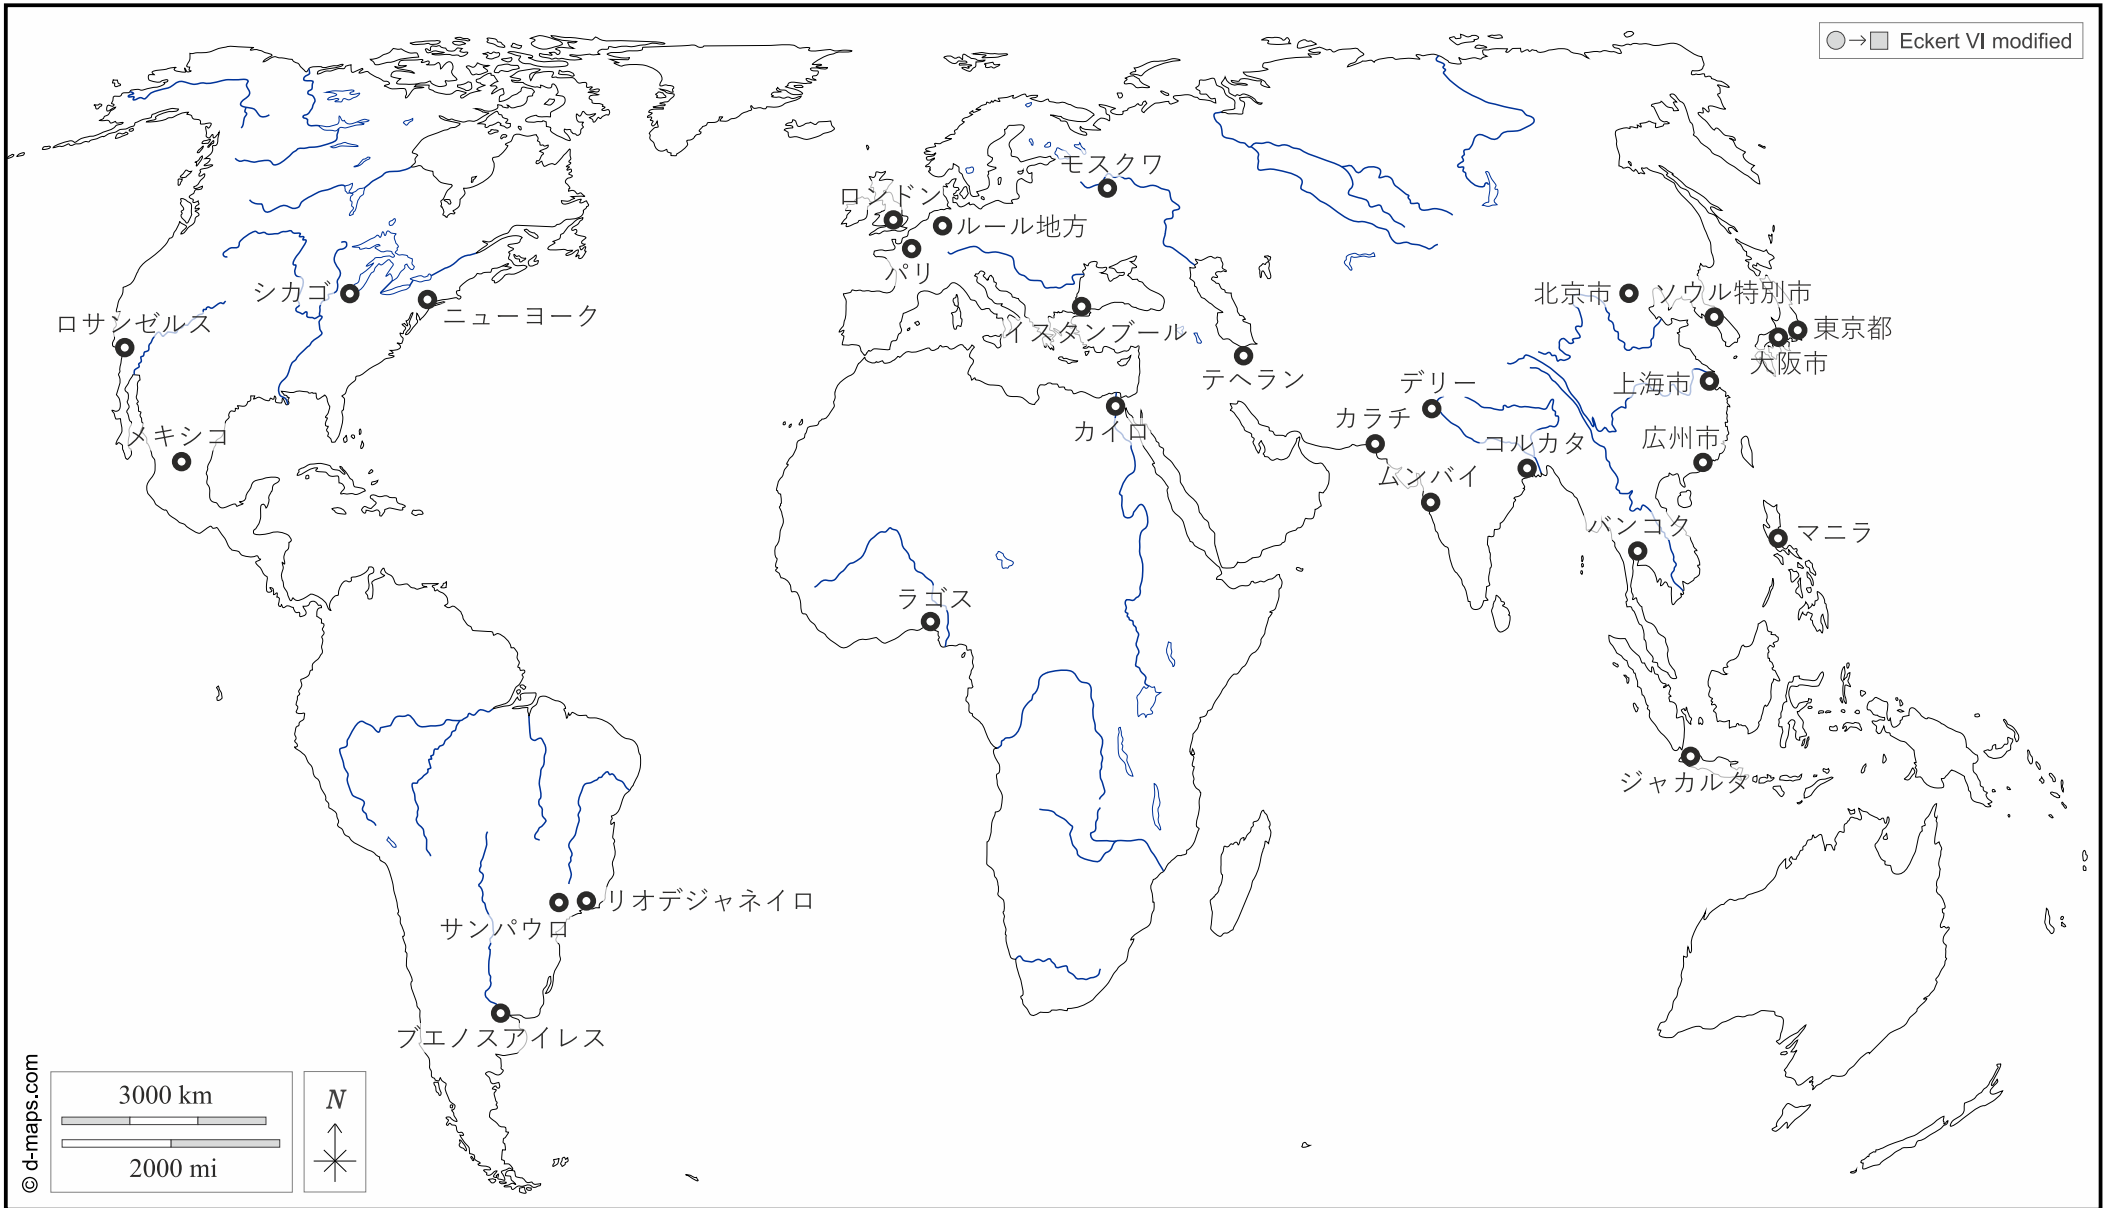 Eckert VI modified
モスクワ
ロンドン
ルール地方
パリ
シカゴ
ニューヨーク
ロサンゼルス
イスタンブール
北京市
ソウル特別市
東京都
大阪市
テヘラン
デリー
上海市
カラチ
カイロ
メキシコ
コルカタ
広州市
ムンバイ
バンコク
マニラ
ラゴス
ジャカルタ
リオデジャネイロ
サンパウロ
ブエノスアイレス
© d-maps.com
3000 km
2000 mi
N